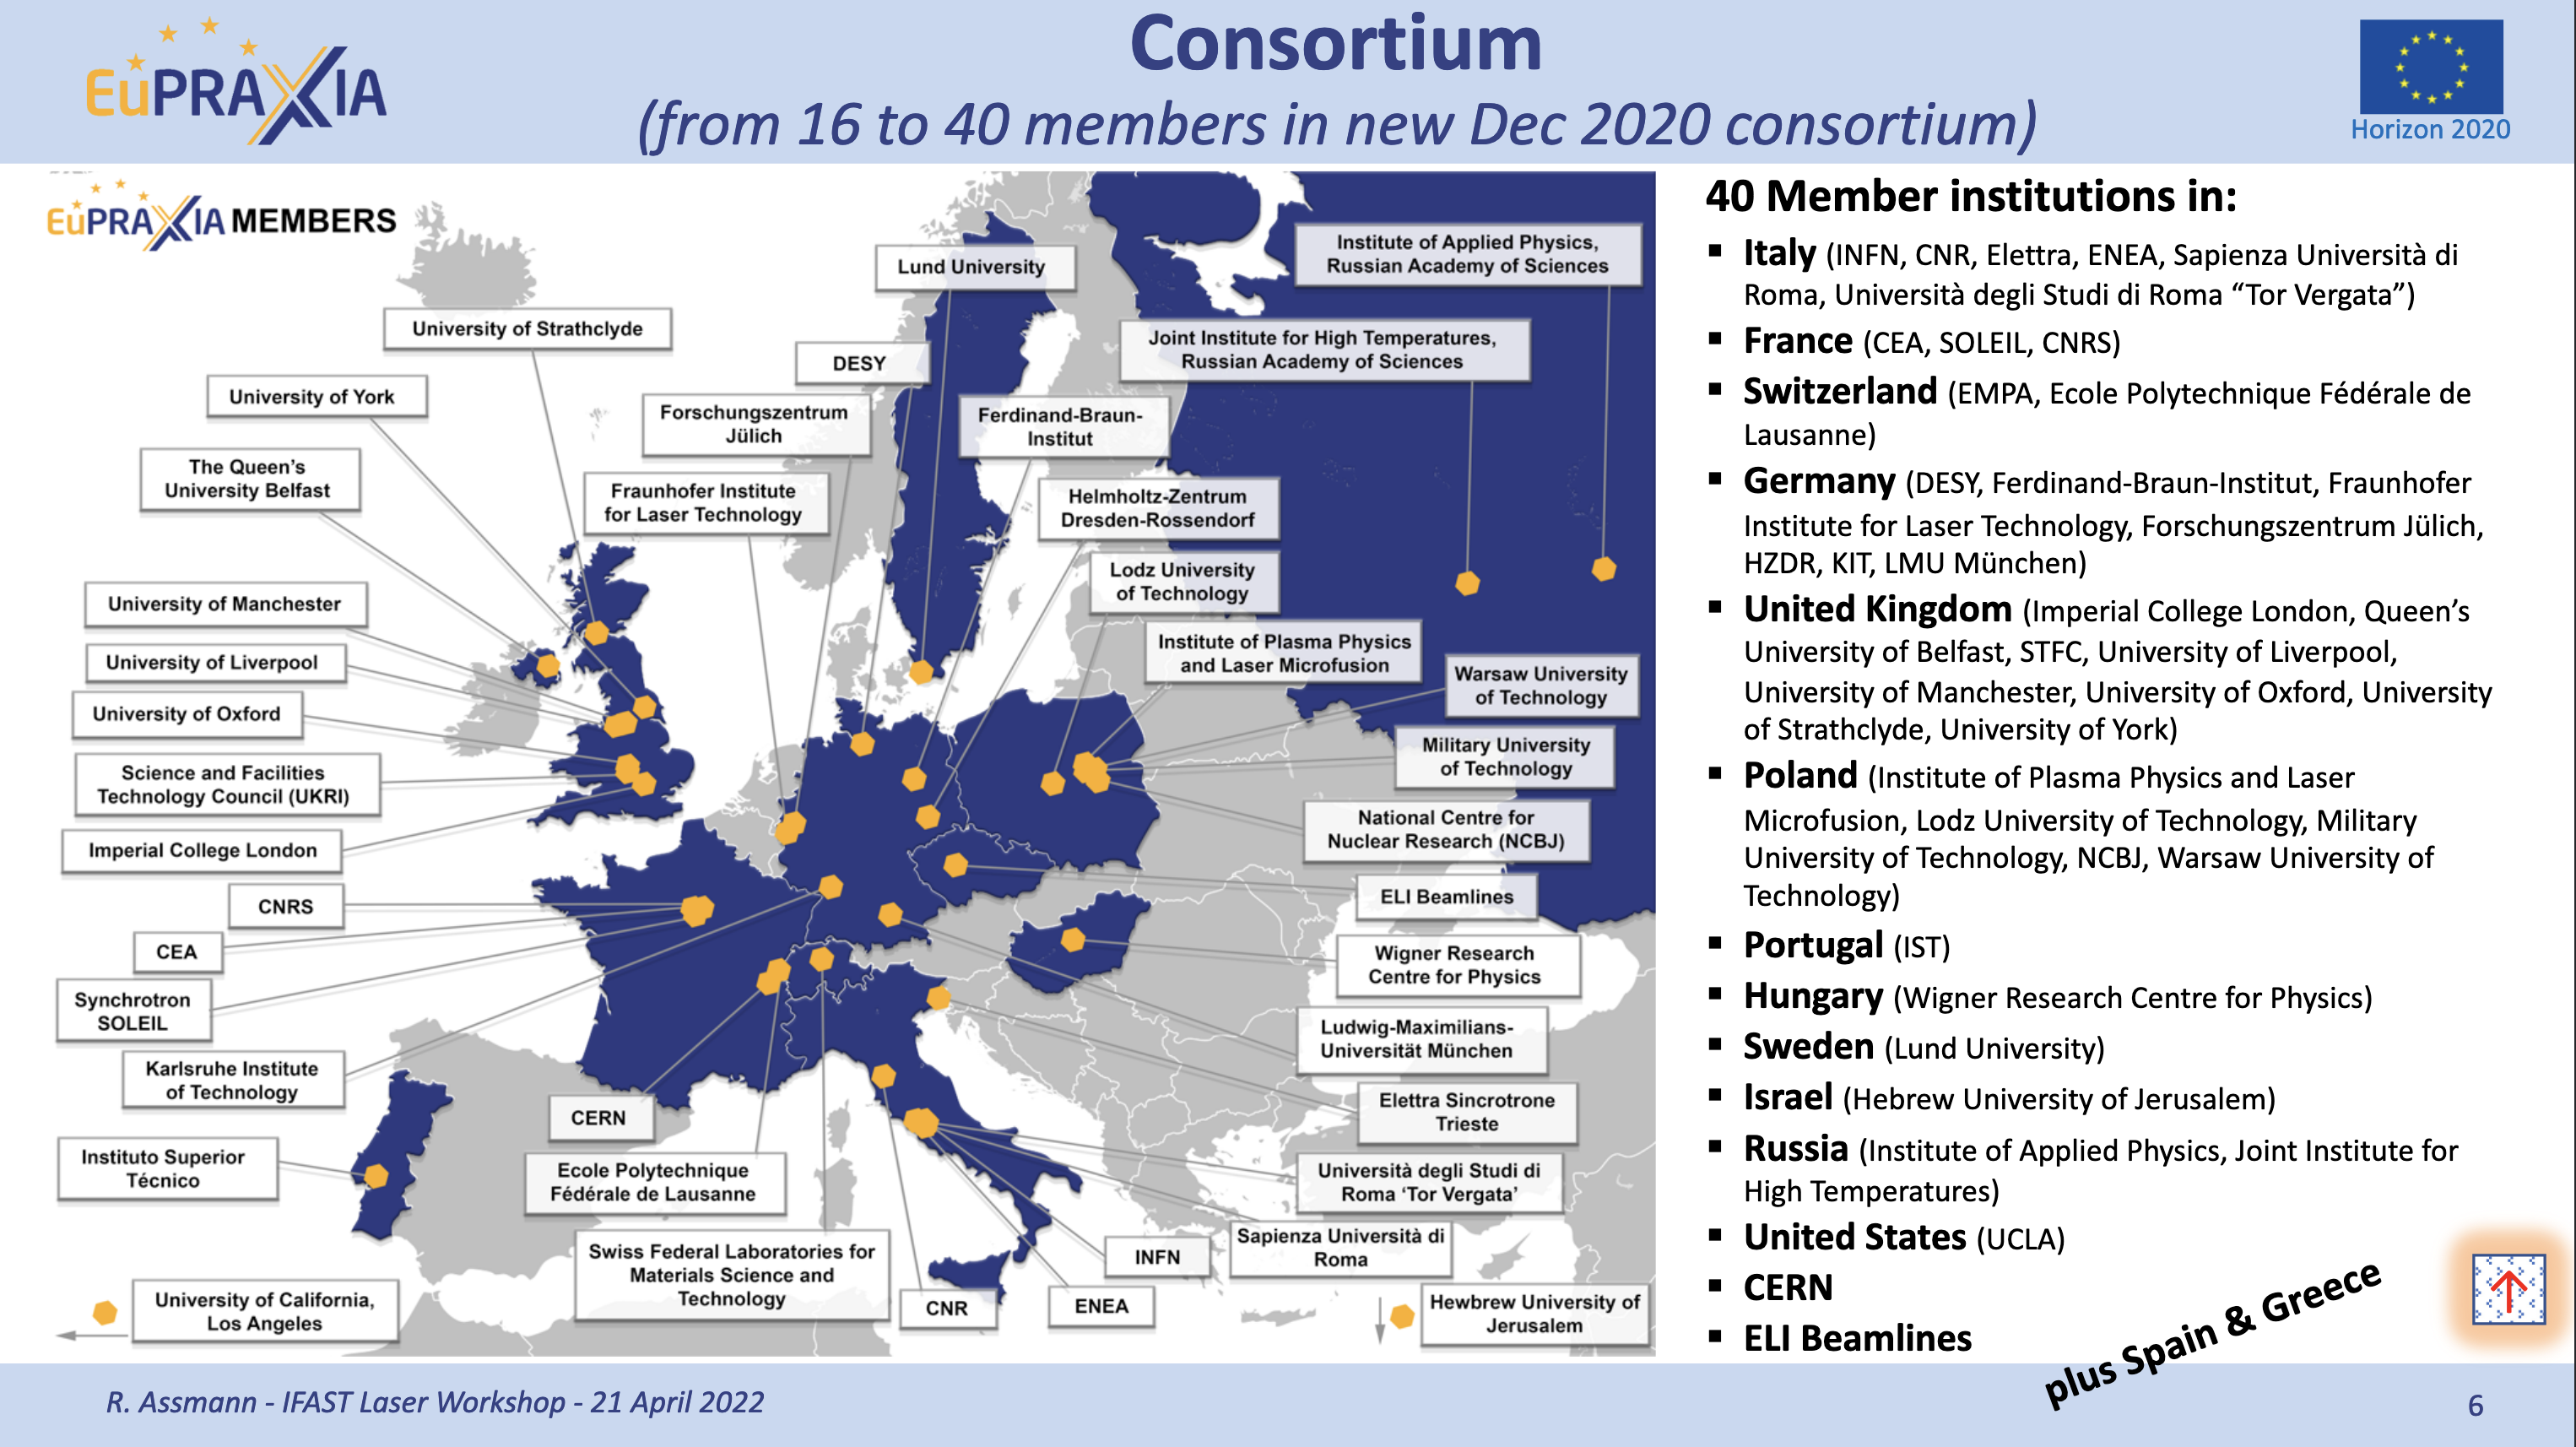 EuPRAXIA
Consortium
(from 16 to 40 members in new Dec 2020 consortium)
Horizon 2020
EuPRAXIA MEMBERS
Lund University
Institute of Applied Physics,
Russian Academy of Sciences
University of Strathclyde
DESY
Joint Institute for High Temperatures,
Russian Academy of Sciences
University of York
Forschungszentrum
Jülich
Ferdinand-Braun-
Institut
The Queen's
University Belfast
Fraunhofer Institute
for Laser Technology
Helmholtz-Zentrum
Dresden-Rossendorf
Lodz University
of Technology
University of Manchester
Institute of Plasma Physics
and Laser Microfusion
University of Liverpool
Warsaw University
of Technology
University of Oxford
Military University
of Technology
Science and Facilities
Technology Council (UKRI)
National Centre for
Nuclear Research (NCBJ)
Imperial College London
ELI Beamlines
CNRS
CEA
Wigner Research
Centre for Physics
Synchrotron
SOLEIL
Ludwig-Maximilians-
Universität München
Karlsruhe Institute
of Technology
CERN
Elettra Sincrotrone
Trieste
Instituto Superior
Técnico
Ecole Polytechnique
Fédérale de Lausanne
Università degli Studi di
Roma ‘Tor Vergata’
Swiss Federal Laboratories for
Materials Science and
Technology
INFN
Sapienza Università di
Roma
University of California,
Los Angeles
CNR
ENEA
Hewbrew University of
Jerusalem
40 Member institutions in:
▪ Italy (INFN, CNR, Elettra, ENEA, Sapienza Università di
Roma, Università degli Studi di Roma “Tor Vergata”)
▪ France (CEA, SOLEIL, CNRS)
▪ Switzerland (EMPA, Ecole Polytechnique Fédérale de
Lausanne)
▪ Germany (DESY, Ferdinand-Braun-Institut, Fraunhofer
Institute for Laser Technology, Forschungszentrum Jülich,
HZDR, KIT, LMU München)
▪ United Kingdom (Imperial College London, Queen’s
University of Belfast, STFC, University of Liverpool,
University of Manchester, University of Oxford, University
of Strathclyde, University of York)
▪ Poland (Institute of Plasma Physics and Laser
Microfusion, Lodz University of Technology, Military
University of Technology, NCBJ, Warsaw University of
Technology)
▪ Portugal (IST)
▪ Hungary (Wigner Research Centre for Physics)
▪ Sweden (Lund University)
▪ Israel (Hebrew University of Jerusalem)
▪ Russia (Institute of Applied Physics, Joint Institute for
High Temperatures)
▪ United States (UCLA)
▪ CERN
▪ ELI Beamlines
plus Spain & Greece
R. Assmann - IFAST Laser Workshop - 21 April 2022
6